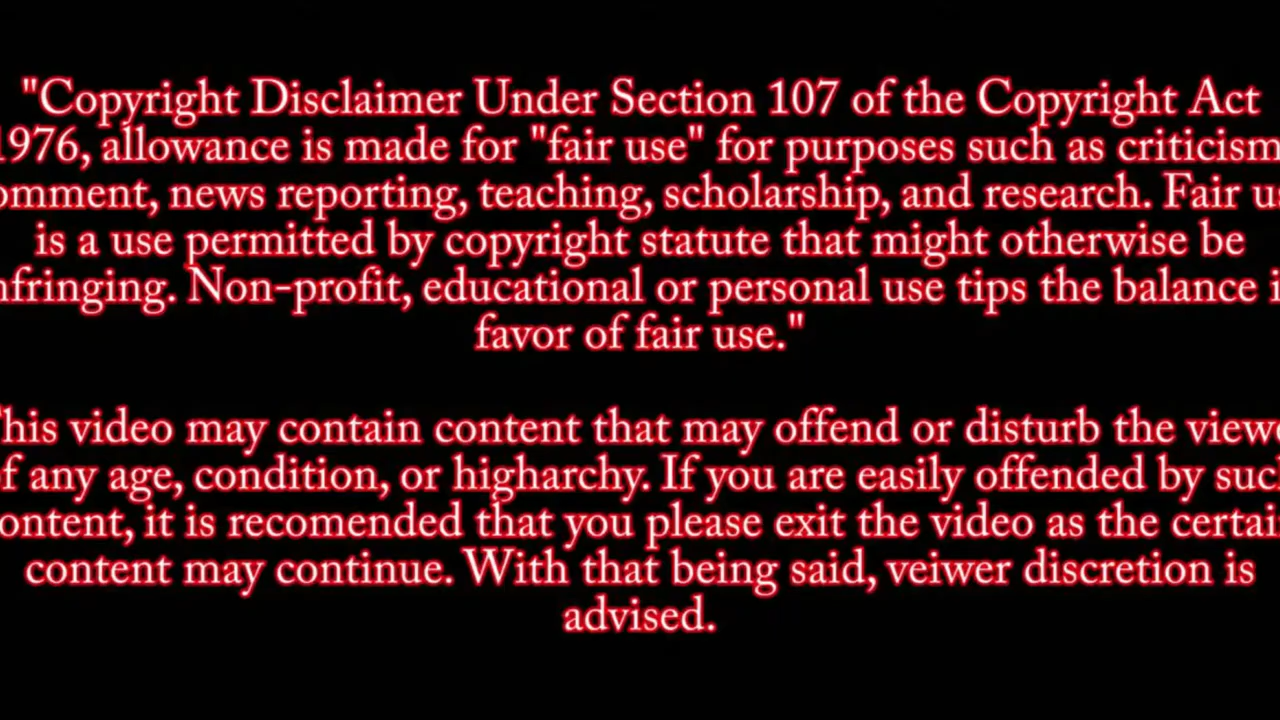 "Copyright Disclaimer Under Section 107 of the Copyright Act
1976, allowance is made for "fair use" for purposes such as criticism
omment, news reporting, teaching, scholarship, and research. Fair u
is a use permitted by copyright statute that might otherwise be
nfringing. Non-profit, educational or personal use tips the balance i
favor of fair use."
This video may contain content that may offend or disturb the viewe
f any age, condition, or higharchy. If you are easily offended by suc
ontent, it is recomended that you please exit the video as the certai
content may continue. With that being said, veiwer discretion is
advised.